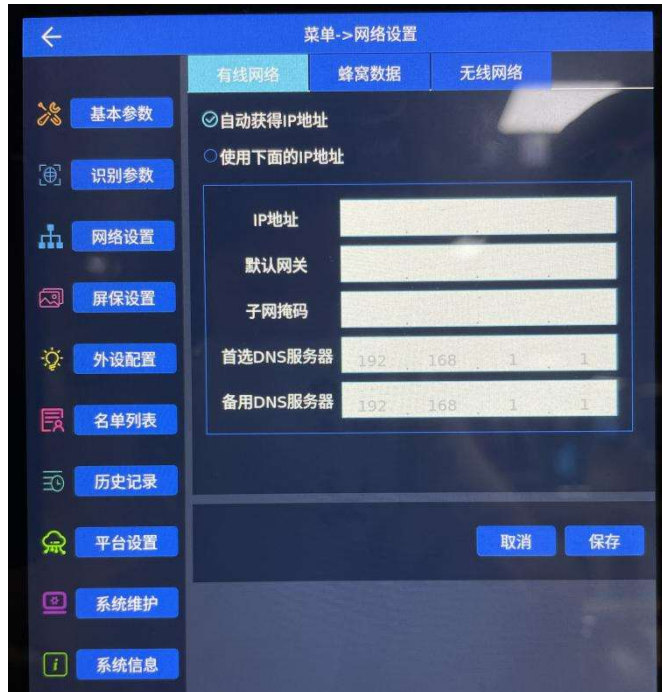 菜单->网络设置
有线网络 蜂窝数据 无线网络
基本参数
识别参数
网络设置
屏保设置
外设配置
名单列表
历史记录
平台设置
系统维护
系统信息
自动获得IP地址
使用下面的IP地址
IP地址
默认网关
子网掩码
首选DNS服务器 192 . 168 . 1 . 1
备用DNS服务器 192 . 168 . 1 . 1
取消 保存